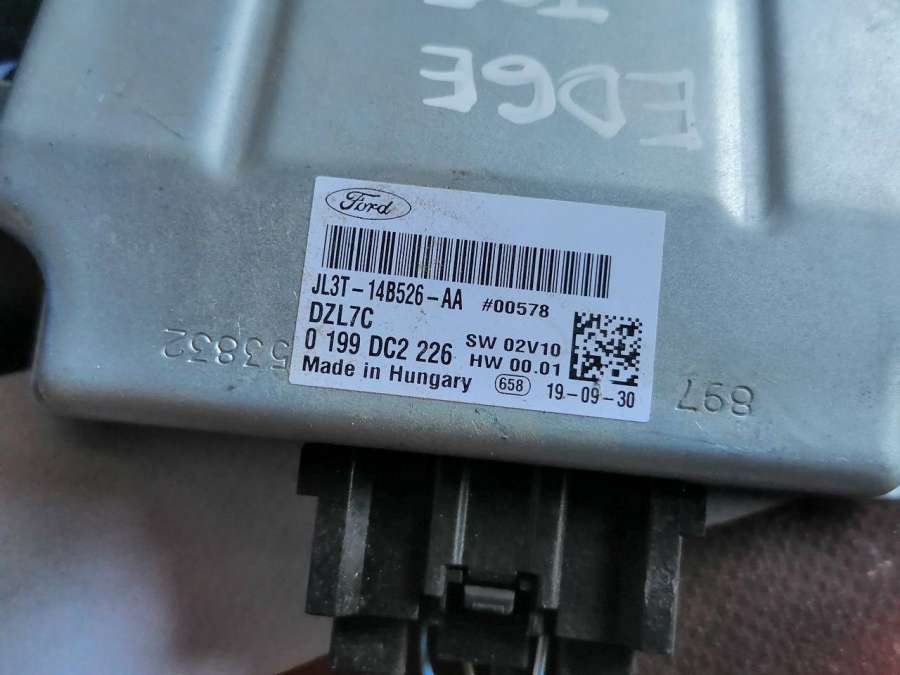 EDGE
Ford
JL3T-14B526-AA #00578
DZL7C
0 199 DC2 226 SW 02V10
HW 00.01
Made in Hungary 658 19-09-30
53832
897